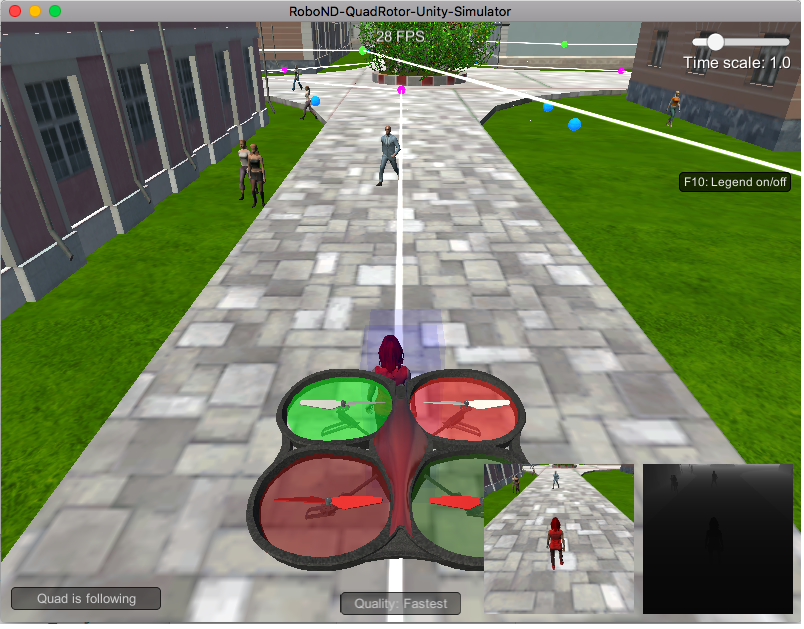 RoboND-QuadRotor-Unity-Simulator
28 FPS
Time scale: 1.0
F10: Legend on/off
Quad is following
Quality: Fastest